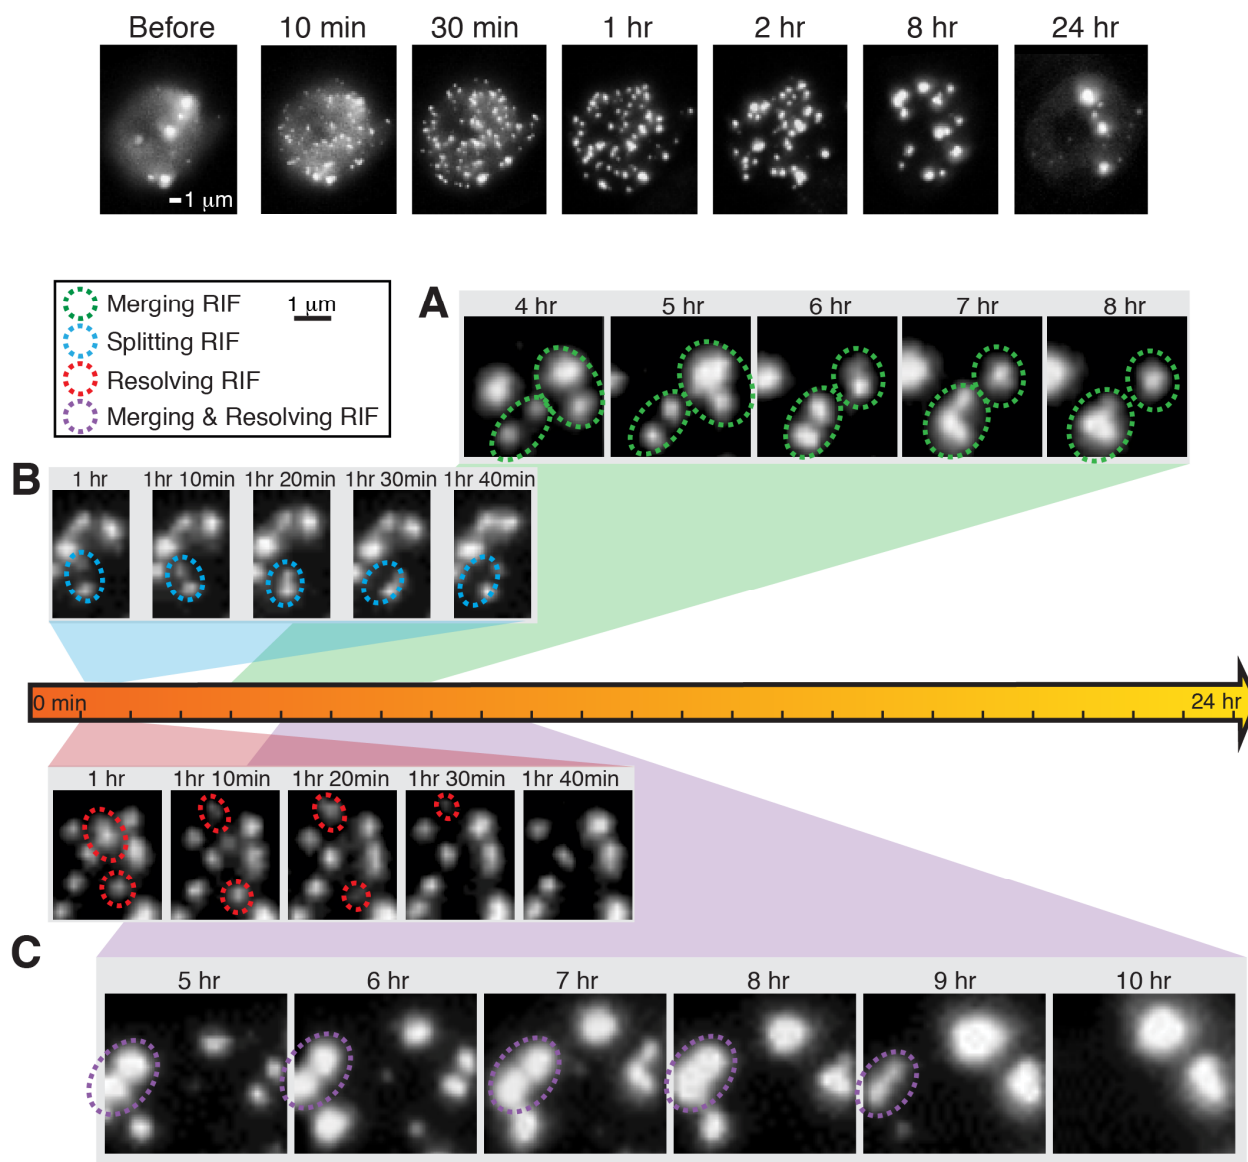 Before 10 min 30 min 1 hr 2 hr 8 hr 24 hr
1 μm
Merging RIF 1 μm
Splitting RIF
Resolving RIF
Merging & Resolving RIF
A
4 hr 5 hr 6 hr 7 hr 8 hr
B
1 hr 1hr 10min 1hr 20min 1hr 30min 1hr 40min
0 min 24 hr
1 hr 1hr 10min 1hr 20min 1hr 30min 1hr 40min
C
5 hr 6 hr 7 hr 8 hr 9 hr 10 hr